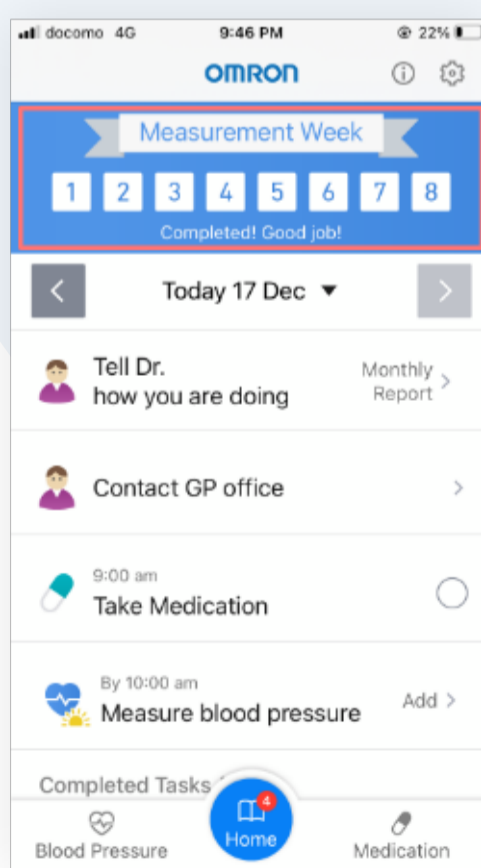 docomo 4G 9:46 PM 22%
OMRON
Measurement Week
1 2 3 4 5 6 7 8
Completed! Good job!
Today 17 Dec
Tell Dr.
how you are doing
Monthly
Report
Contact GP office
9:00 am
Take Medication
By 10:00 am
Measure blood pressure
Add
Completed Tasks
4
Blood Pressure
Home
Medication